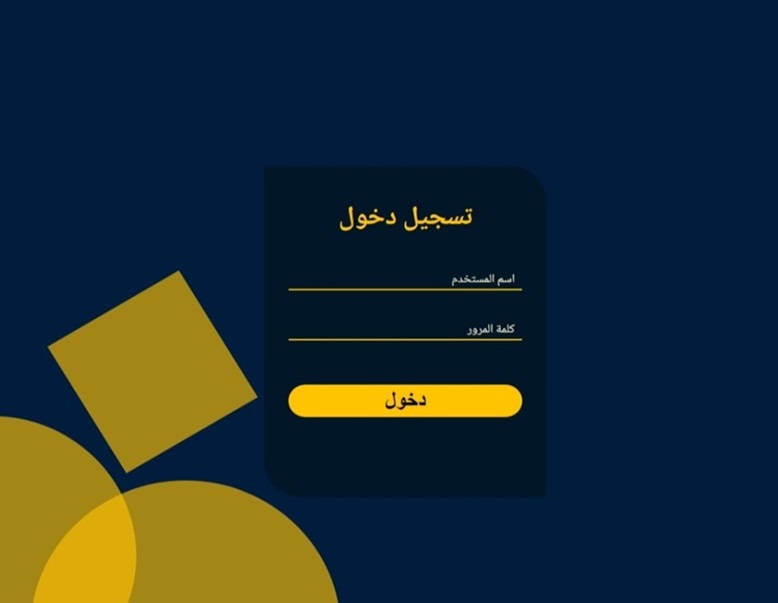 تسجيل دخول
اسم المستخدم
كلمة المرور
دخول